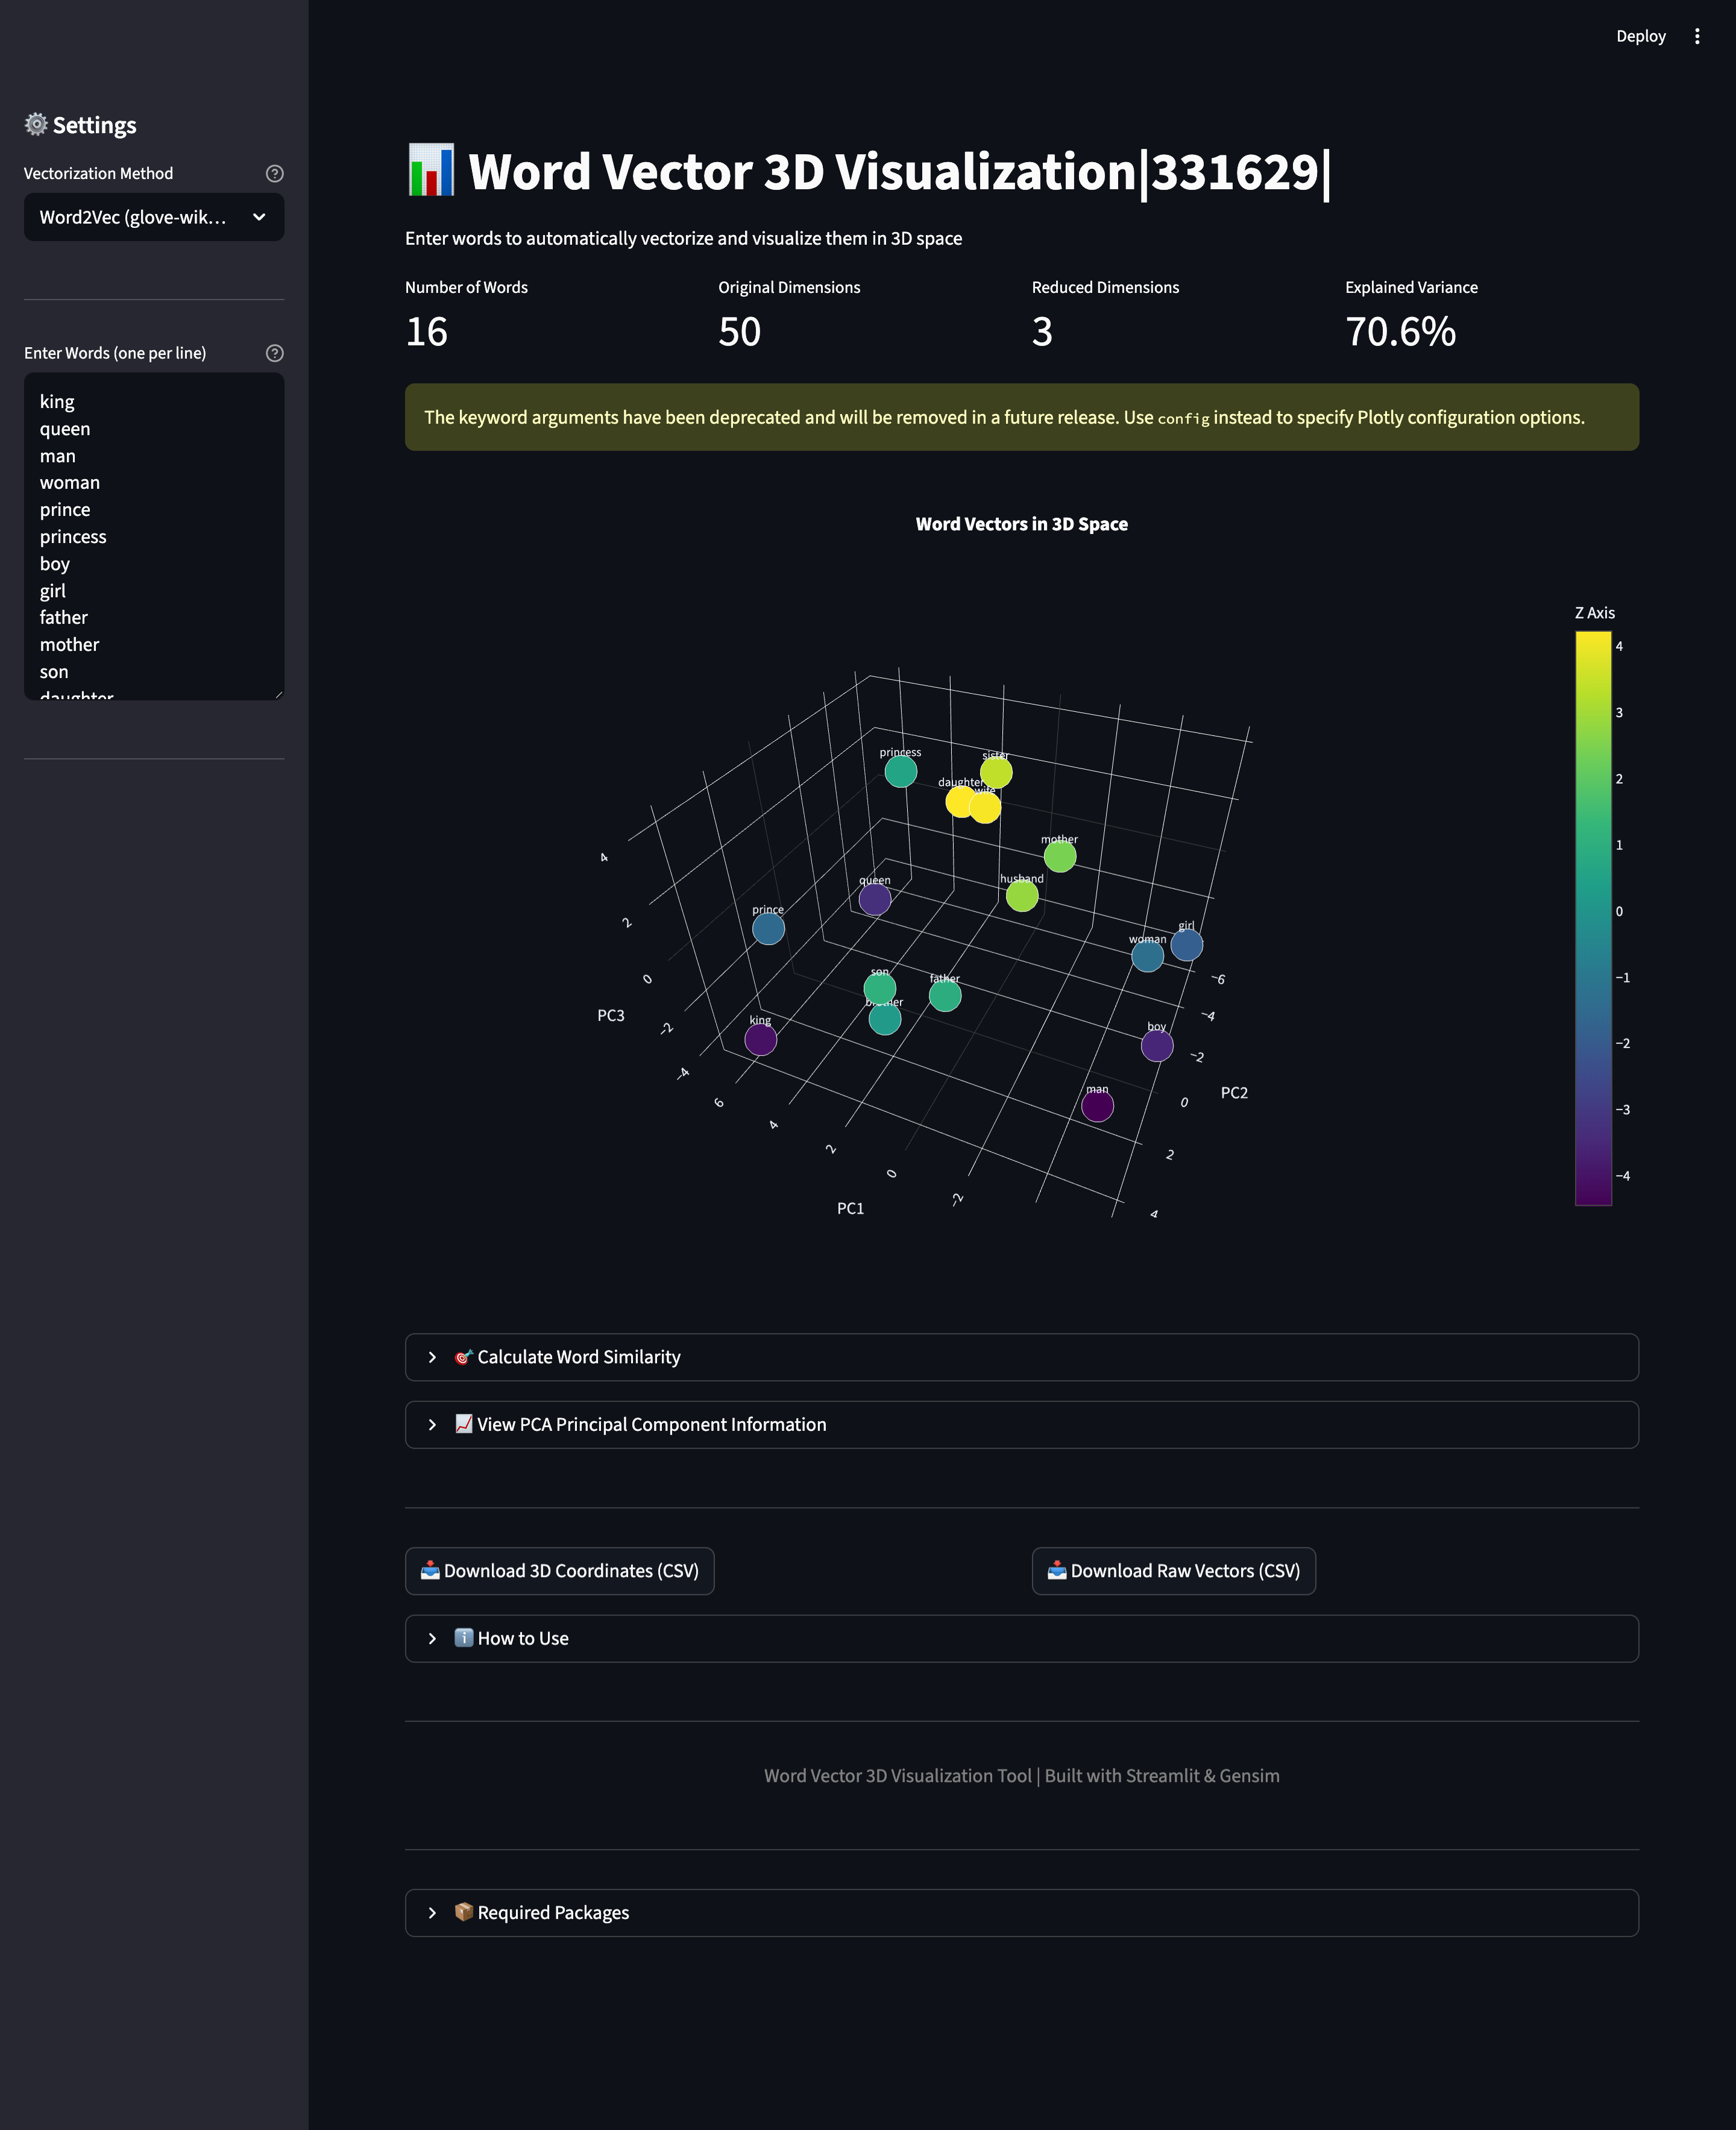 Deploy
Settings
Vectorization Method
Word2Vec (glove-wik...
Enter Words (one per line)
king
queen
man
woman
prince
princess
boy
girl
father
mother
son
daughter
Word Vector 3D Visualization|331629|
Enter words to automatically vectorize and visualize them in 3D space
Number of Words
16
Original Dimensions
50
Reduced Dimensions
3
Explained Variance
70.6%
The keyword arguments have been deprecated and will be removed in a future release. Use config instead to specify Plotly configuration options.
Word Vectors in 3D Space
princess
sister
daughter
wife
mother
husband
queen
prince
girl
woman
son
father
brother
king
boy
man
4
2
0
−2
−4
PC3
6
4
2
0
−2
PC1
−6
−4
−2
0
2
4
PC2
Z Axis
4
3
2
1
0
−1
−2
−3
−4
Calculate Word Similarity
View PCA Principal Component Information
Download 3D Coordinates (CSV)
Download Raw Vectors (CSV)
How to Use
Word Vector 3D Visualization Tool | Built with Streamlit & Gensim
Required Packages